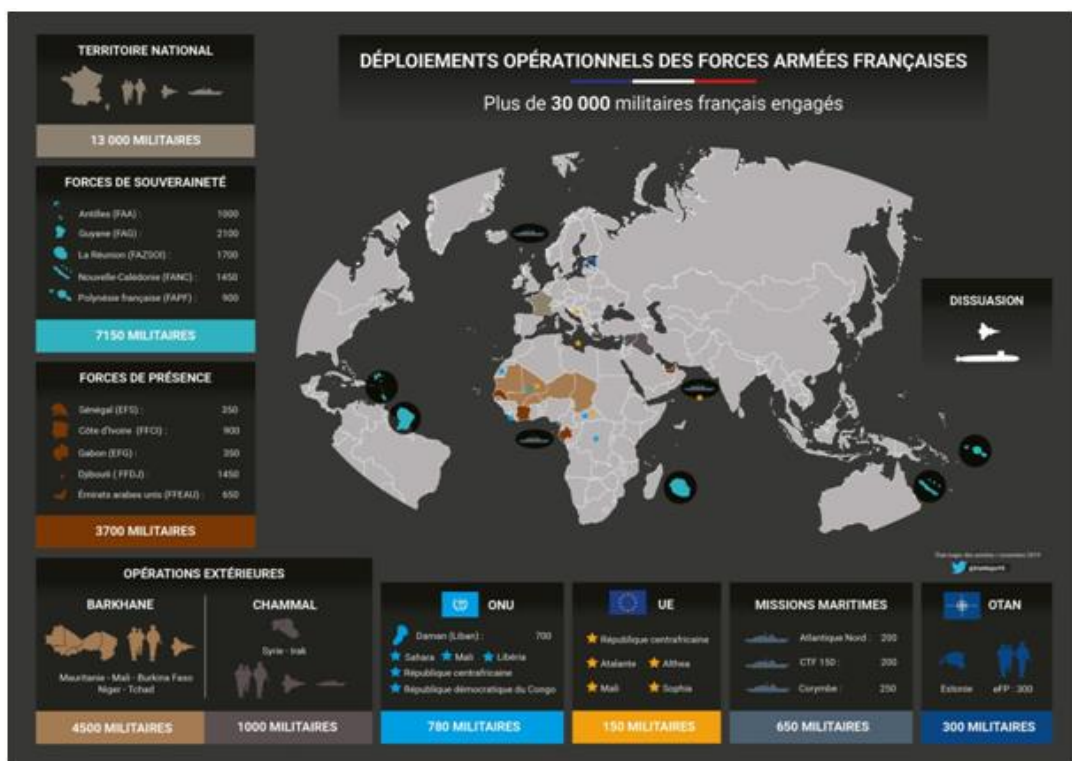 TERRITOIRE NATIONAL
13 000 MILITAIRES
DÉPLOIEMENTS OPÉRATIONNELS DES FORCES ARMÉES FRANÇAISES
Plus de 30 000 militaires français engagés
FORCES DE SOUVERAINETÉ
Antilles (FAA) : 1000
Guyane (FAG) : 2100
La Réunion (FAZSOI) : 1700
Nouvelle-Calédonie (FANC) : 1450
Polynésie française (FAPF) : 900
7150 MILITAIRES
FORCES DE PRÉSENCE
Sénégal (EFS) : 350
Côte d'Ivoire (FFCI) : 900
Gabon (EFG) : 350
Djibouti ( FFDJ) : 1450
Émirats arabes unis (FFEAU) : 650
3700 MILITAIRES
DISSUASION
État-major des armées - novembre 2019
OPÉRATIONS EXTÉRIEURES
BARKHANE
Mauritanie - Mali - Burkina Faso
Niger - Tchad
4500 MILITAIRES
CHAMMAL
Syrie - Irak
1000 MILITAIRES
ONU
Daman (Liban) : 700
Sahara Mali Libéria
République centrafricaine
République démocratique du Congo
780 MILITAIRES
UE
République centrafricaine
Atalante Althea
Mali Sophia
150 MILITAIRES
MISSIONS MARITIMES
Atlantique Nord : 200
CTF 150 : 200
Corymbe : 250
650 MILITAIRES
OTAN
Estonie eFP : 300
300 MILITAIRES